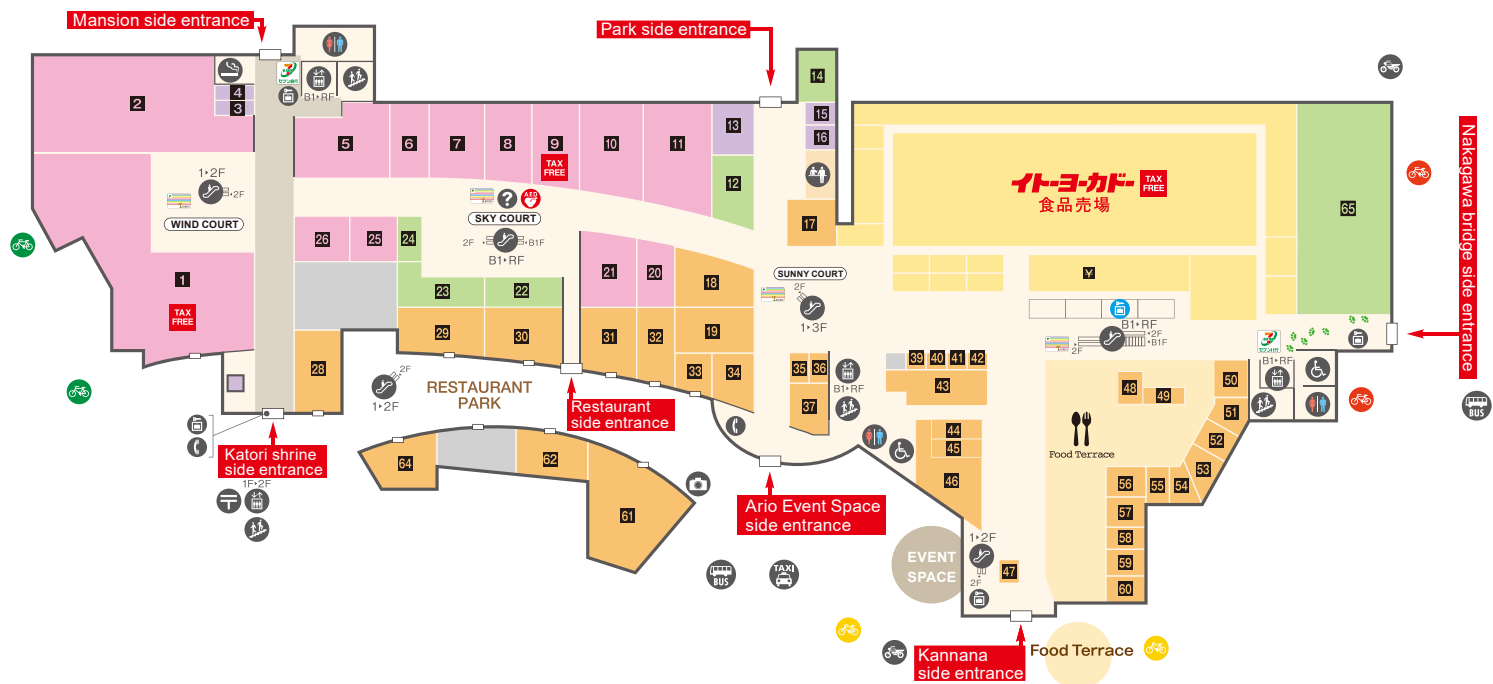 Mansion side entrance
Park side entrance
Nakagawa bridge side entrance
Katori shrine
side entrance
Restaurant
side entrance
Ario Event Space
side entrance
Kannana
side entrance
WIND COURT
SKY COURT
SUNNY COURT
RESTAURANT
PARK
EVENT
SPACE
Food Terrace
Food Terrace
イトーヨーカドー
食品売場
TAX
FREE
TAX
FREE
TAX
FREE
セブン銀行
B1▸RF
1▸2F
2F
AED
?
2F
B1F
B1▸RF
2F
1▸3F
B1▸RF
¥
B1▸RF
2F
B1F
2F
B1▸RF
2F
1▸2F
1F▸2F
〒
1▸2F
2F
BUS
TAXI
BUS
1
2
3
4
5
6
7
8
9
10
11
12
13
14
15
16
17
18
19
20
21
22
23
24
25
26
28
29
30
31
32
33
34
35
36
37
39
40
41
42
43
44
45
46
47
48
49
50
51
52
53
54
55
56
57
58
59
60
61
62
64
65